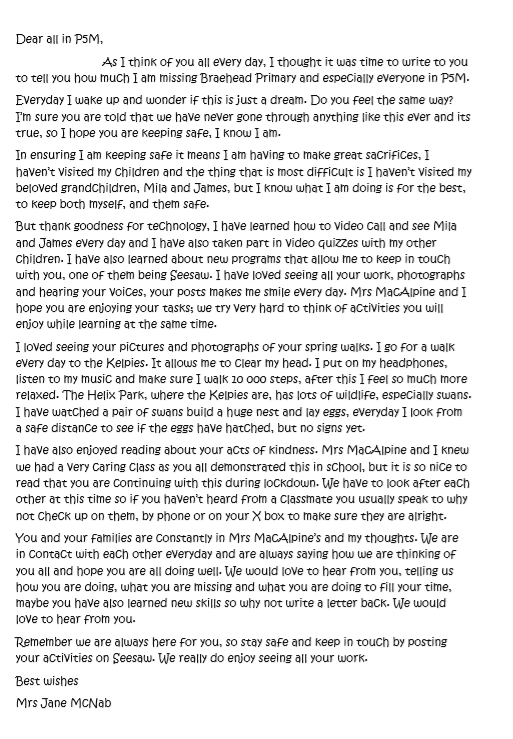 Dear all in P5M,
As I think of you all every day, I thought it was time to write to you
to tell you how much I am missing Braehead Primary and especially everyone in P5M.
Everyday I wake up and wonder if this is just a dream. Do you feel the same way?
I'm sure you are told that we have never gone through anything like this ever and its
true, so I hope you are keeping safe, I know I am.
In ensuring I am keeping safe it means I am having to make great sacrifices, I
haven't visited my children and the thing that is most difficult is I haven't visited my
beloved grandchildren, Mila and James, but I know what I am doing is for the best,
to keep both myself, and them safe.
But thank goodness for technology, I have learned how to video call and see Mila
and James every day and I have also taken part in video quizzes with my other
children. I have also learned about new programs that allow me to keep in touch
with you, one of them being Seesaw. I have loved seeing all your work, photographs
and hearing your voices, your posts makes me smile every day. Mrs MacAlpine and I
hope you are enjoying your tasks; we try very hard to think of activities you will
enjoy while learning at the same time.
I loved seeing your pictures and photographs of your spring walks. I go for a walk
every day to the Kelpies. It allows me to clear my head. I put on my headphones,
listen to my music and make sure I walk 10 000 steps, after this I feel so much more
relaxed. The Helix Park, where the Kelpies are, has lots of wildlife, especially swans.
I have watched a pair of swans build a huge nest and lay eggs, everyday I look from
a safe distance to see if the eggs have hatched, but no signs yet.
I have also enjoyed reading about your acts of kindness. Mrs MacAlpine and I knew
we had a very caring class as you all demonstrated this in school, but it is so nice to
read that you are continuing with this during lockdown. We have to look after each
other at this time so if you haven't heard from a classmate you usually speak to why
not check up on them, by phone or on your X box to make sure they are alright.
You and your families are constantly in Mrs MacAlpine's and my thoughts. We are
in contact with each other everyday and are always saying how we are thinking of
you all and hope you are all doing well. We would love to hear from you, telling us
how you are doing, what you are missing and what you are doing to fill your time,
maybe you have also learned new skills so why not write a letter back. We would
love to hear from you.
Remember we are always here for you, so stay safe and keep in touch by posting
your activities on Seesaw. We really do enjoy seeing all your work.
Best wishes
Mrs Jane McNab